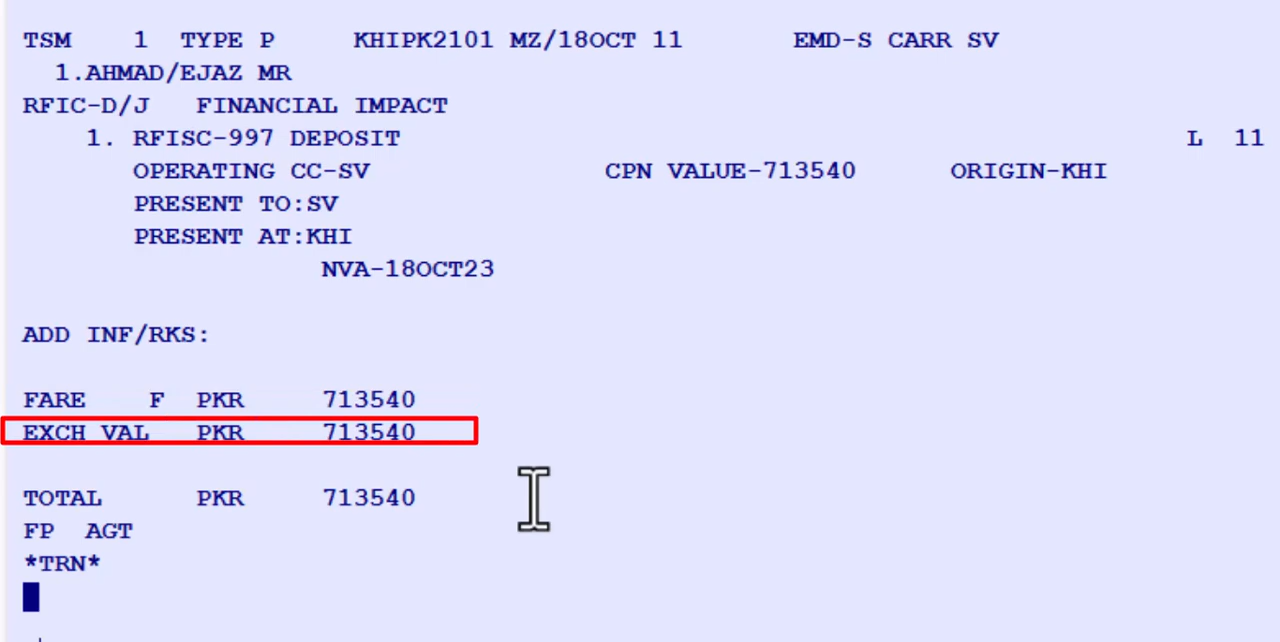 TSM 1 TYPE P KHIPK2101 MZ/18OCT 11 EMD-S CARR SV
1.AHMAD/EJAZ MR
RFIC-D/J FINANCIAL IMPACT
1. RFISC-997 DEPOSIT L 11
OPERATING CC-SV CPN VALUE-713540 ORIGIN-KHI
PRESENT TO:SV
PRESENT AT:KHI
NVA-18OCT23
ADD INF/RKS:
FARE F PKR 713540
EXCH VAL PKR 713540
TOTAL PKR 713540
FP AGT
*TRN*